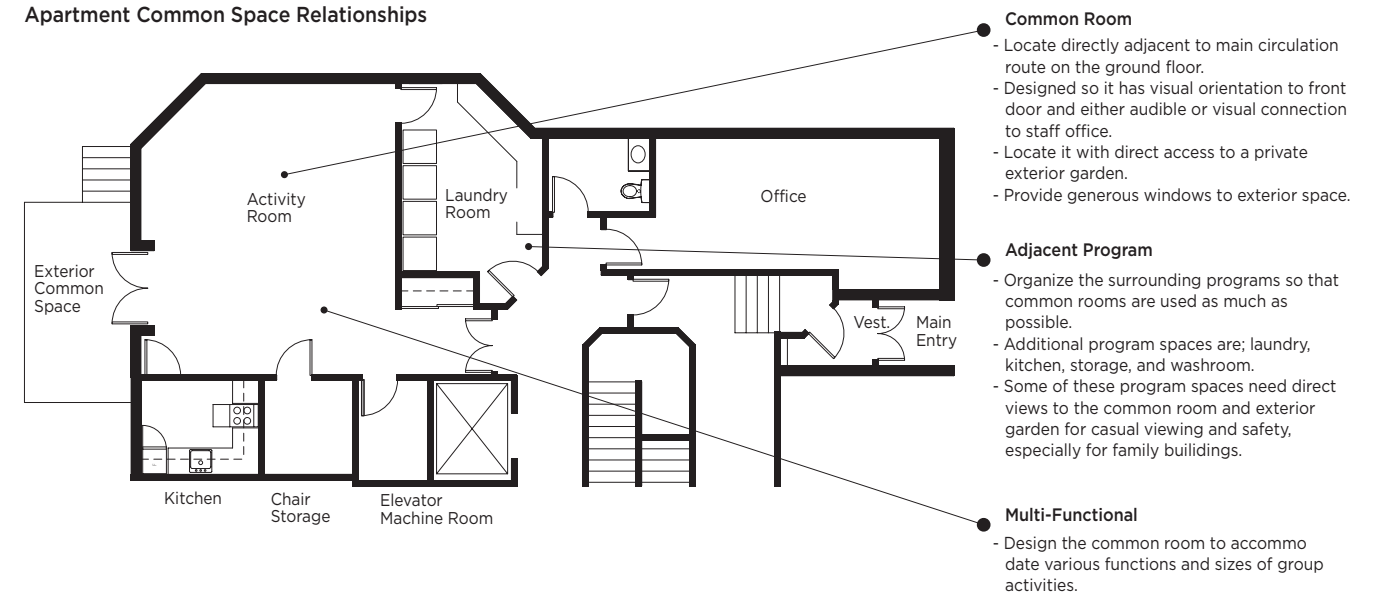 Apartment Common Space Relationships
Common Room
- Locate directly adjacent to main circulation
route on the ground floor.
- Designed so it has visual orientation to front
door and either audible or visual connection
to staff office.
- Locate it with direct access to a private
exterior garden.
- Provide generous windows to exterior space.
Activity
Room
Laundry
Room
Office
Exterior
Common
Space
Vest.
Main
Entry
Adjacent Program
- Organize the surrounding programs so that
common rooms are used as much as
possible.
- Additional program spaces are; laundry,
kitchen, storage, and washroom.
- Some of these program spaces need direct
views to the common room and exterior
garden for casual viewing and safety,
especially for family buildings.
Kitchen
Chair
Storage
Elevator
Machine Room
Multi-Functional
- Design the common room to accommo
date various functions and sizes of group
activities.